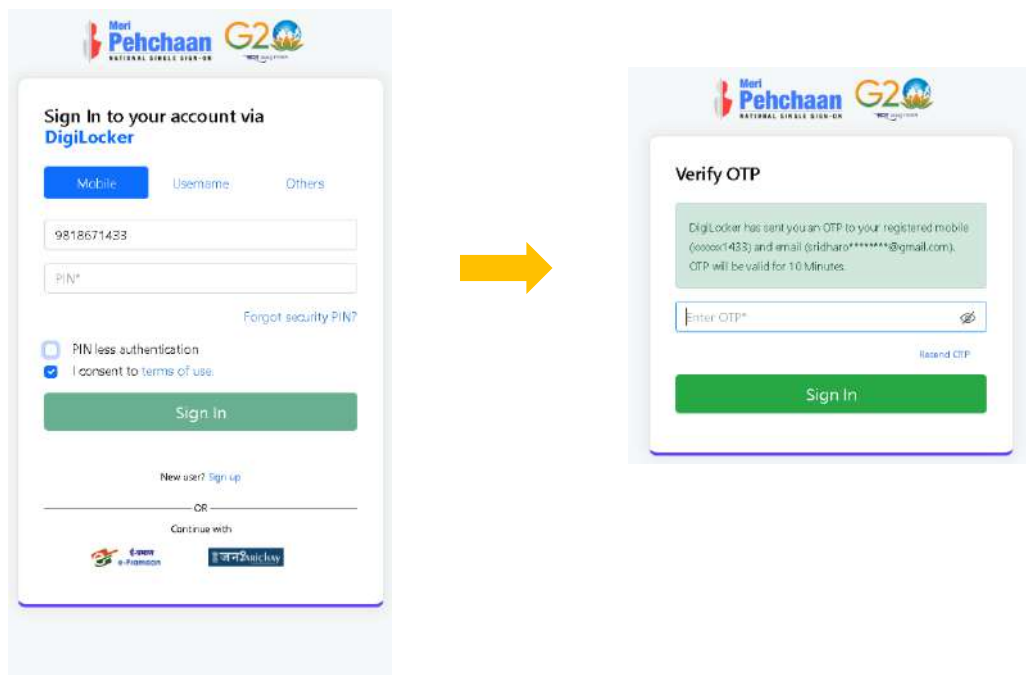 Meri
Pehchaan G20
NATIONAL SINGLE SIGN-ON
Sign In to your account via
DigiLocker
Mobile Username Others
9818671433
PIN*
Forgot security PIN?
PIN less authentication
I consent to terms of use.
Sign In
New user? Sign up
OR
Continue with
ई-प्रमाण
e-Pramaan
जन Parichay
Meri
Pehchaan G20
NATIONAL SINGLE SIGN-ON
Verify OTP
DigiLocker has sent you an OTP to your registered mobile
(xxxxxx1433) and email (sridharo********@gmail.com).
OTP will be valid for 10 Minutes.
Enter OTP*
Resend OTP
Sign In